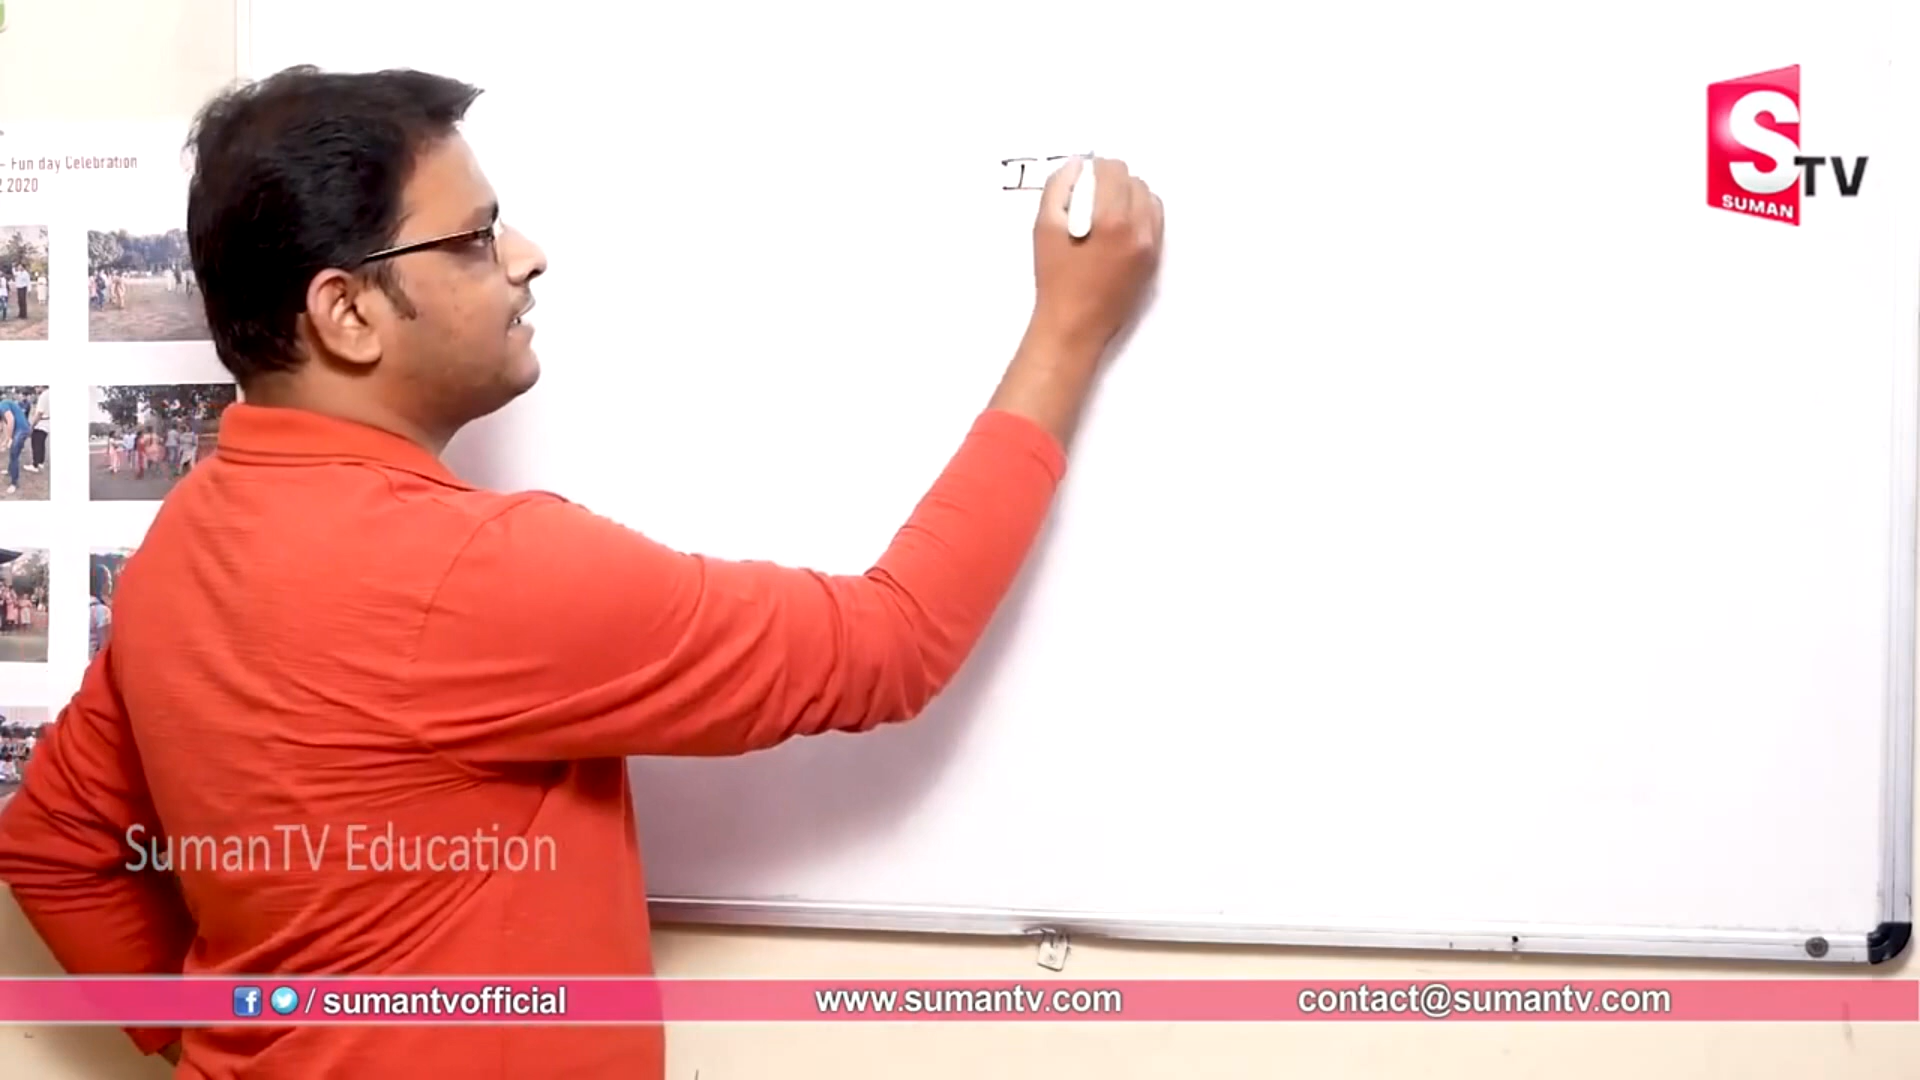 - Fun day Celebration
2020
I
S
TV
SUMAN
SumanTV Education
f / sumantvofficial
www.sumantv.com
contact@sumantv.com